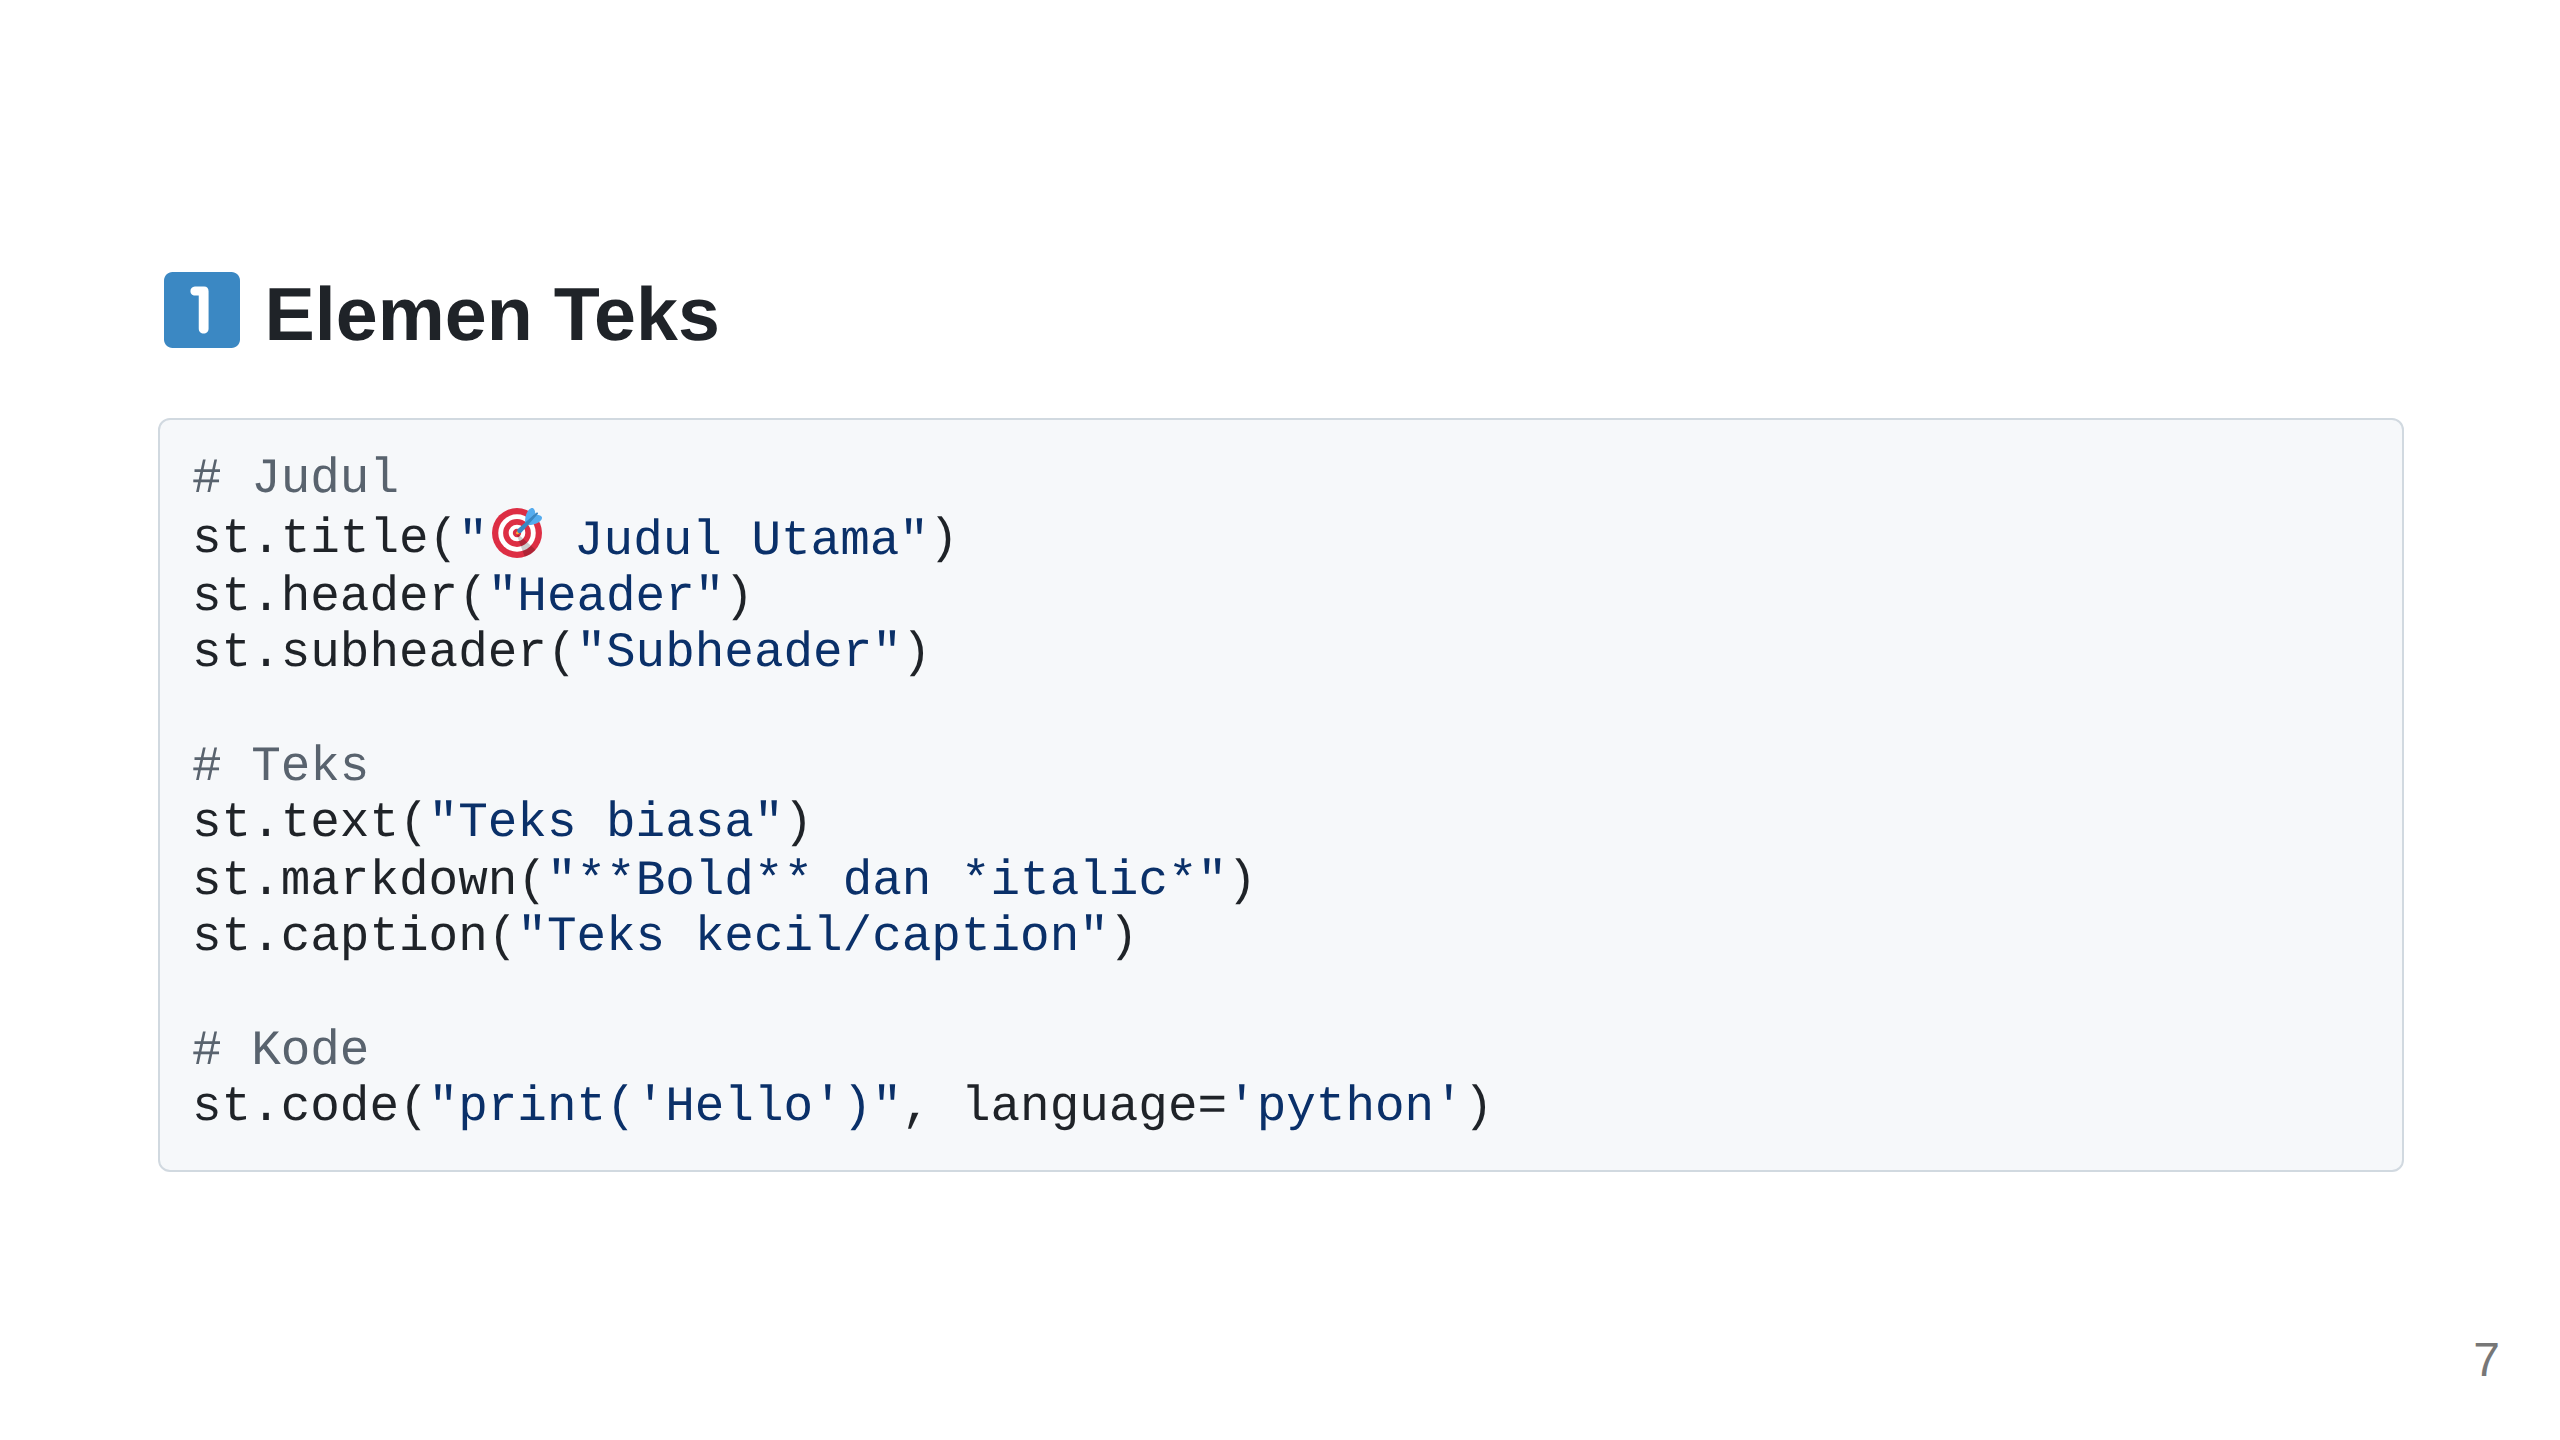 1️⃣ Elemen Teks
# Judul
st.title("🎯 Judul Utama")
st.header("Header")
st.subheader("Subheader")

# Teks
st.text("Teks biasa")
st.markdown("**Bold** dan *italic*")
st.caption("Teks kecil/caption")

# Kode
st.code("print('Hello')", language='python')
7